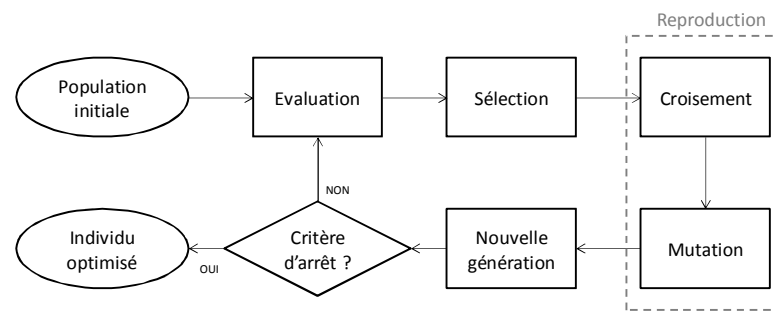 Reproduction
Population
initiale
Evaluation
Sélection
Croisement
NON
Individu
optimisé
OUI
Critère
d'arrêt ?
Nouvelle
génération
Mutation